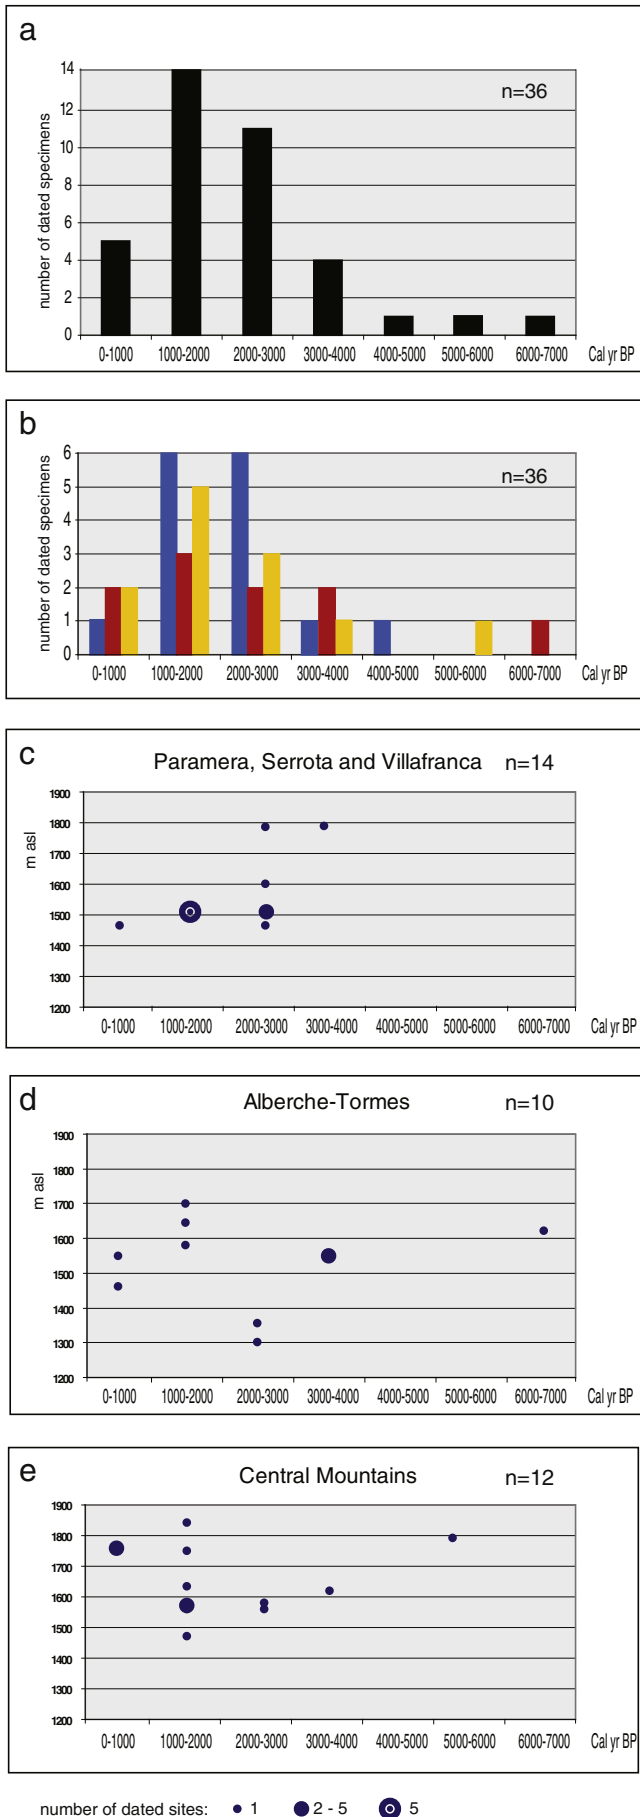 a
n=36
number of dated specimens
14
12
10
8
6
4
2
0
0-1000 1000-2000 2000-3000 3000-4000 4000-5000 5000-6000 6000-7000 Cal yr BP
b
n=36
number of dated specimens
6
5
4
3
2
1
0
0-1000 1000-2000 2000-3000 3000-4000 4000-5000 5000-6000 6000-7000 Cal yr BP
c
Paramera, Serrota and Villafranca n=14
m asl
1900
1800
1700
1600
1500
1400
1300
1200
0-1000 1000-2000 2000-3000 3000-4000 4000-5000 5000-6000 6000-7000 Cal yr BP
d
Alberche-Tormes n=10
m asl
1900
1800
1700
1600
1500
1400
1300
1200
0-1000 1000-2000 2000-3000 3000-4000 4000-5000 5000-6000 6000-7000 Cal yr BP
e
Central Mountains n=12
1900
1800
1700
1600
1500
1400
1300
1200
0-1000 1000-2000 2000-3000 3000-4000 4000-5000 5000-6000 6000-7000 Cal yr BP
number of dated sites: 1 2 - 5 5